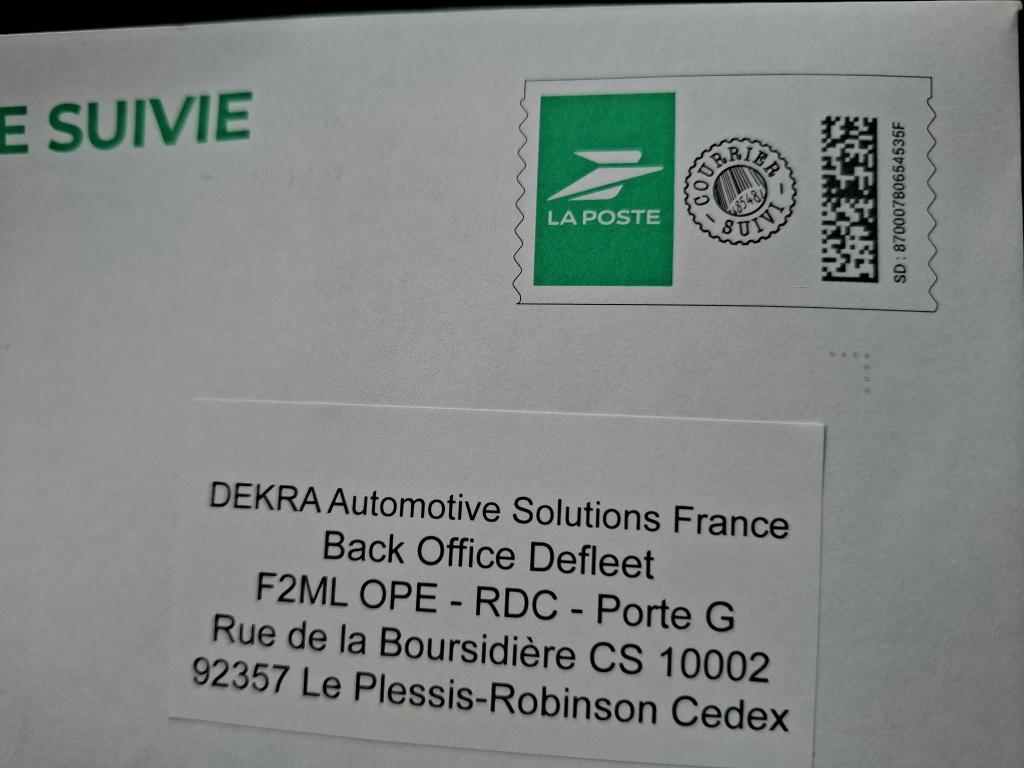 E SUIVIE
LA POSTE
COURRIER
SUIVI
SD : 87000780654535F
DEKRA Automotive Solutions France
Back Office Defleet
F2ML OPE - RDC - Porte G
Rue de la Boursidière CS 10002
92357 Le Plessis-Robinson Cedex